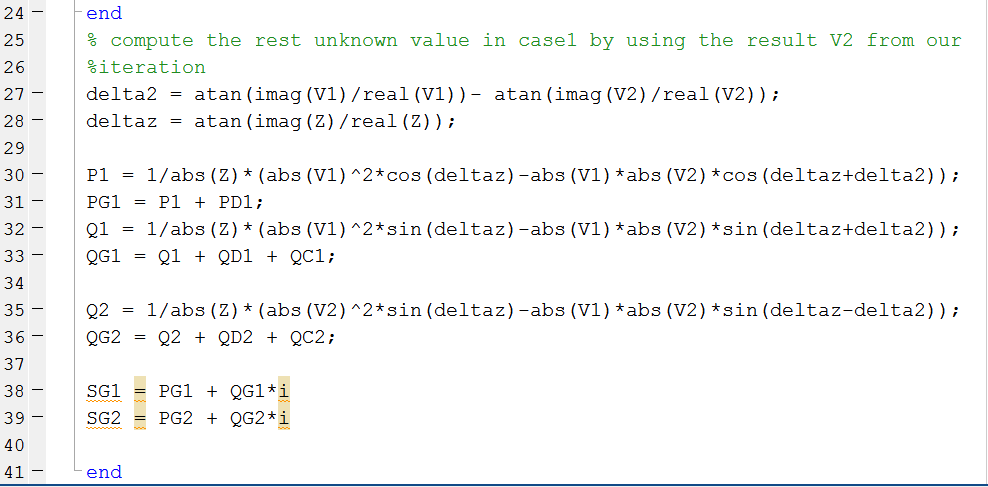 24 — end
25 % compute the rest unknown value in case1 by using the result V2 from our
26 %iteration
27 — delta2 = atan(imag(V1)/real(V1))- atan(imag(V2)/real(V2));
28 — deltaz = atan(imag(Z)/real(Z));
29
30 — P1 = 1/abs(Z)*(abs(V1)^2*cos(deltaz)-abs(V1)*abs(V2)*cos(deltaz+delta2));
31 — PG1 = P1 + PD1;
32 — Q1 = 1/abs(Z)*(abs(V1)^2*sin(deltaz)-abs(V1)*abs(V2)*sin(deltaz+delta2));
33 — QG1 = Q1 + QD1 + QC1;
34
35 — Q2 = 1/abs(Z)*(abs(V2)^2*sin(deltaz)-abs(V1)*abs(V2)*sin(deltaz-delta2));
36 — QG2 = Q2 + QD2 + QC2;
37
38 — SG1 = PG1 + QG1*i
39 — SG2 = PG2 + QG2*i
40
41 — end